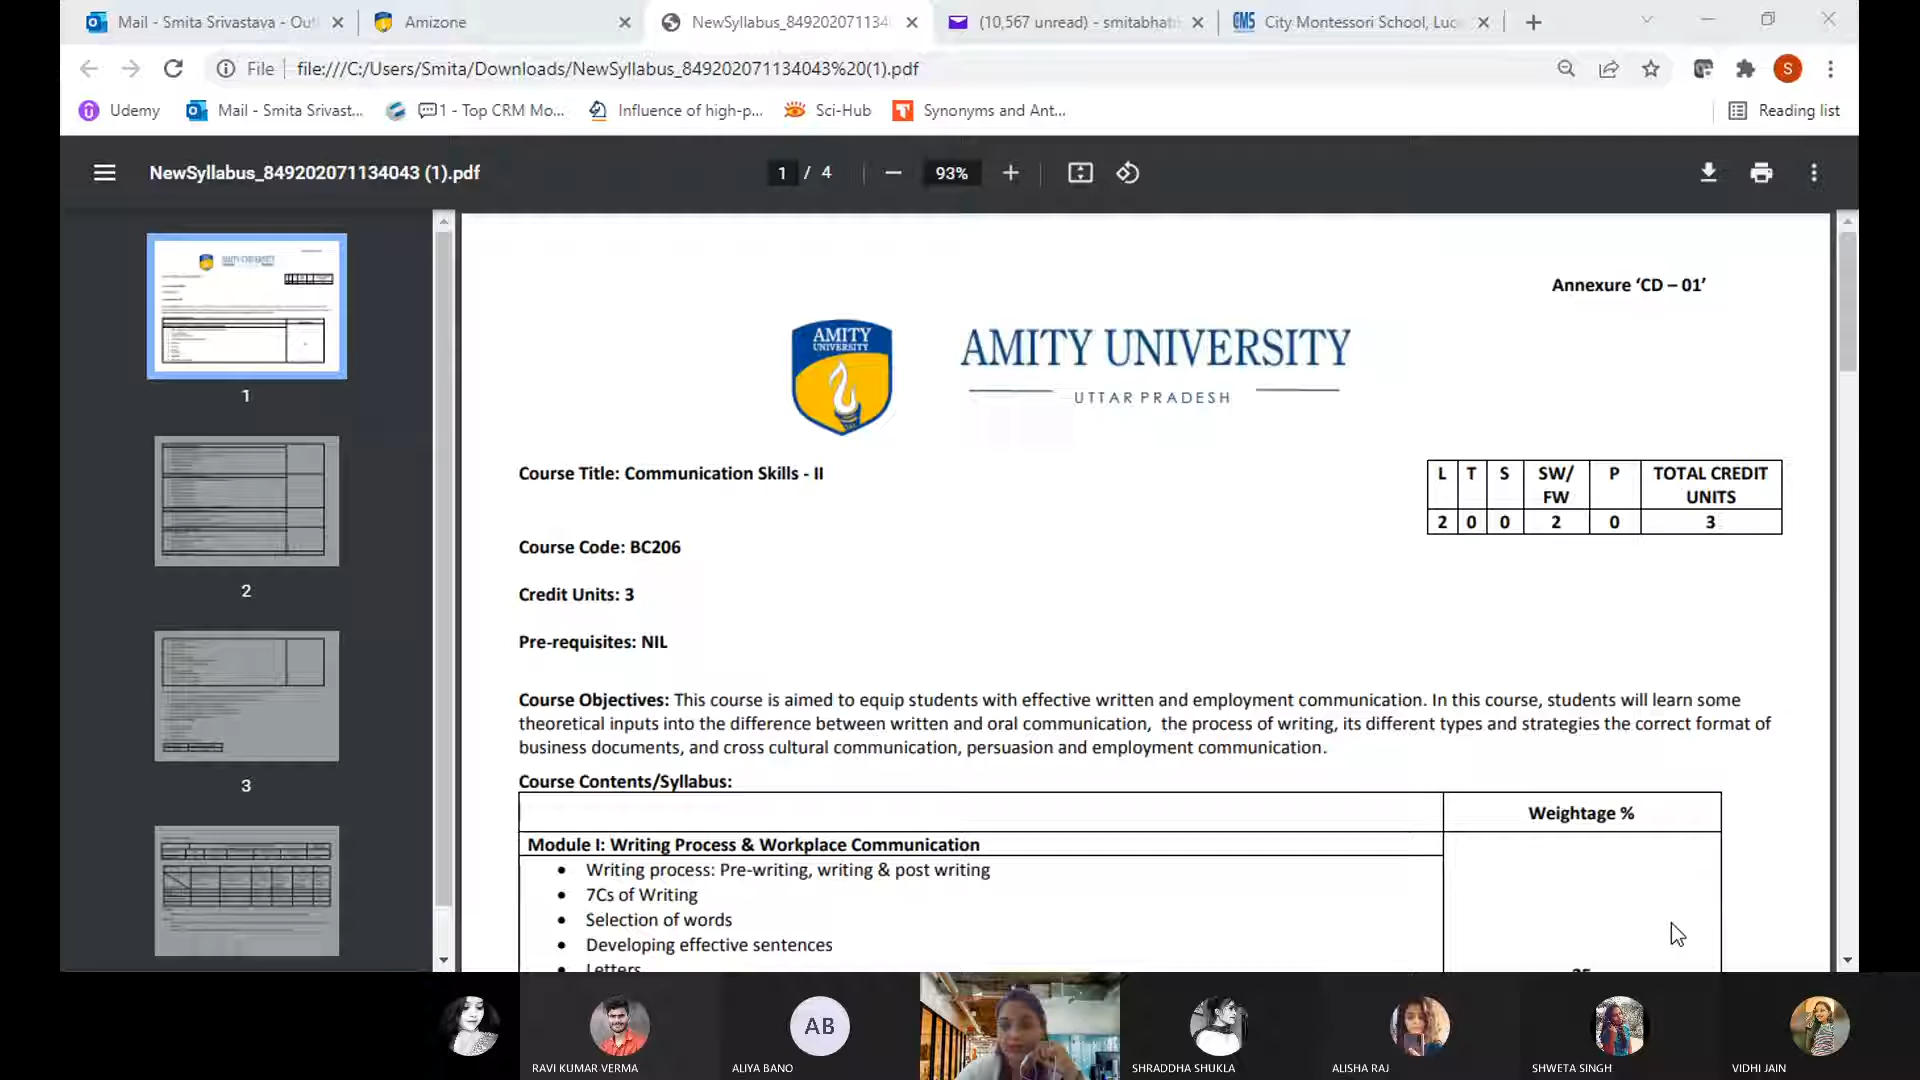 Mail - Smita Srivastava - Out
Amizone
NewSyllabus_849202071134
(10,567 unread) - smitabhat
CMS City Montessori School, Luc
File file:///C:/Users/Smita/Downloads/NewSyllabus_849202071134043%20(1).pdf
S
Udemy
Mail - Smita Srivast...
1 - Top CRM Mo...
Influence of high-p...
Sci-Hub
Synonyms and Ant...
Reading list
NewSyllabus_849202071134043 (1).pdf
1 / 4
93%
1
2
3
Annexure ‘CD – 01’
AMITY
UNIVERSITY
AMITY UNIVERSITY
UTTAR PRADESH
Course Title: Communication Skills - II
L T S SW/FW P TOTAL CREDIT UNITS
2 0 0 2 0 3
Course Code: BC206
Credit Units: 3
Pre-requisites: NIL
Course Objectives: This course is aimed to equip students with effective written and employment communication. In this course, students will learn some
theoretical inputs into the difference between written and oral communication, the process of writing, its different types and strategies the correct format of
business documents, and cross cultural communication, persuasion and employment communication.
Course Contents/Syllabus:
Weightage %
Module I: Writing Process & Workplace Communication
• Writing process: Pre-writing, writing & post writing
• 7Cs of Writing
• Selection of words
• Developing effective sentences
• Letters
AB
RAVI KUMAR VERMA
ALIYA BANO
SHRADDHA SHUKLA
ALISHA RAJ
SHWETA SINGH
VIDHI JAIN